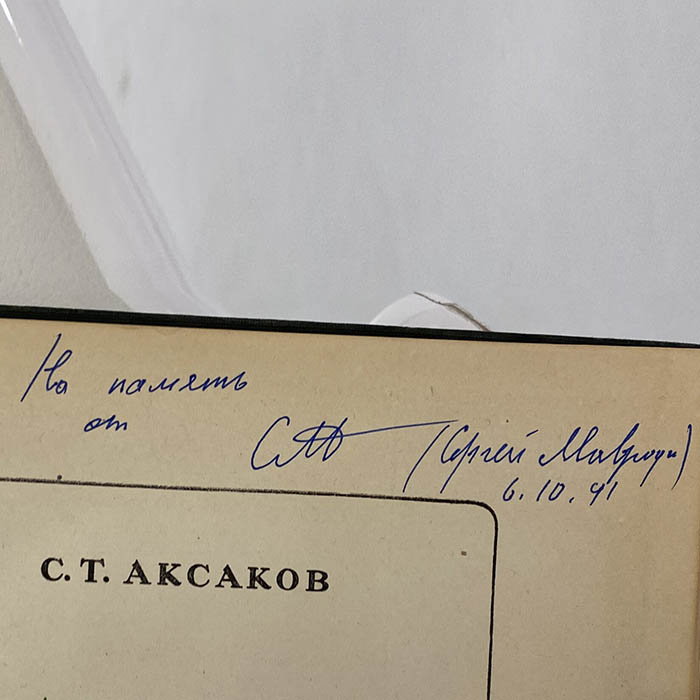 На память
от
(Сергей Мавроди)
6.10.91
С. Т. АКСАКОВ